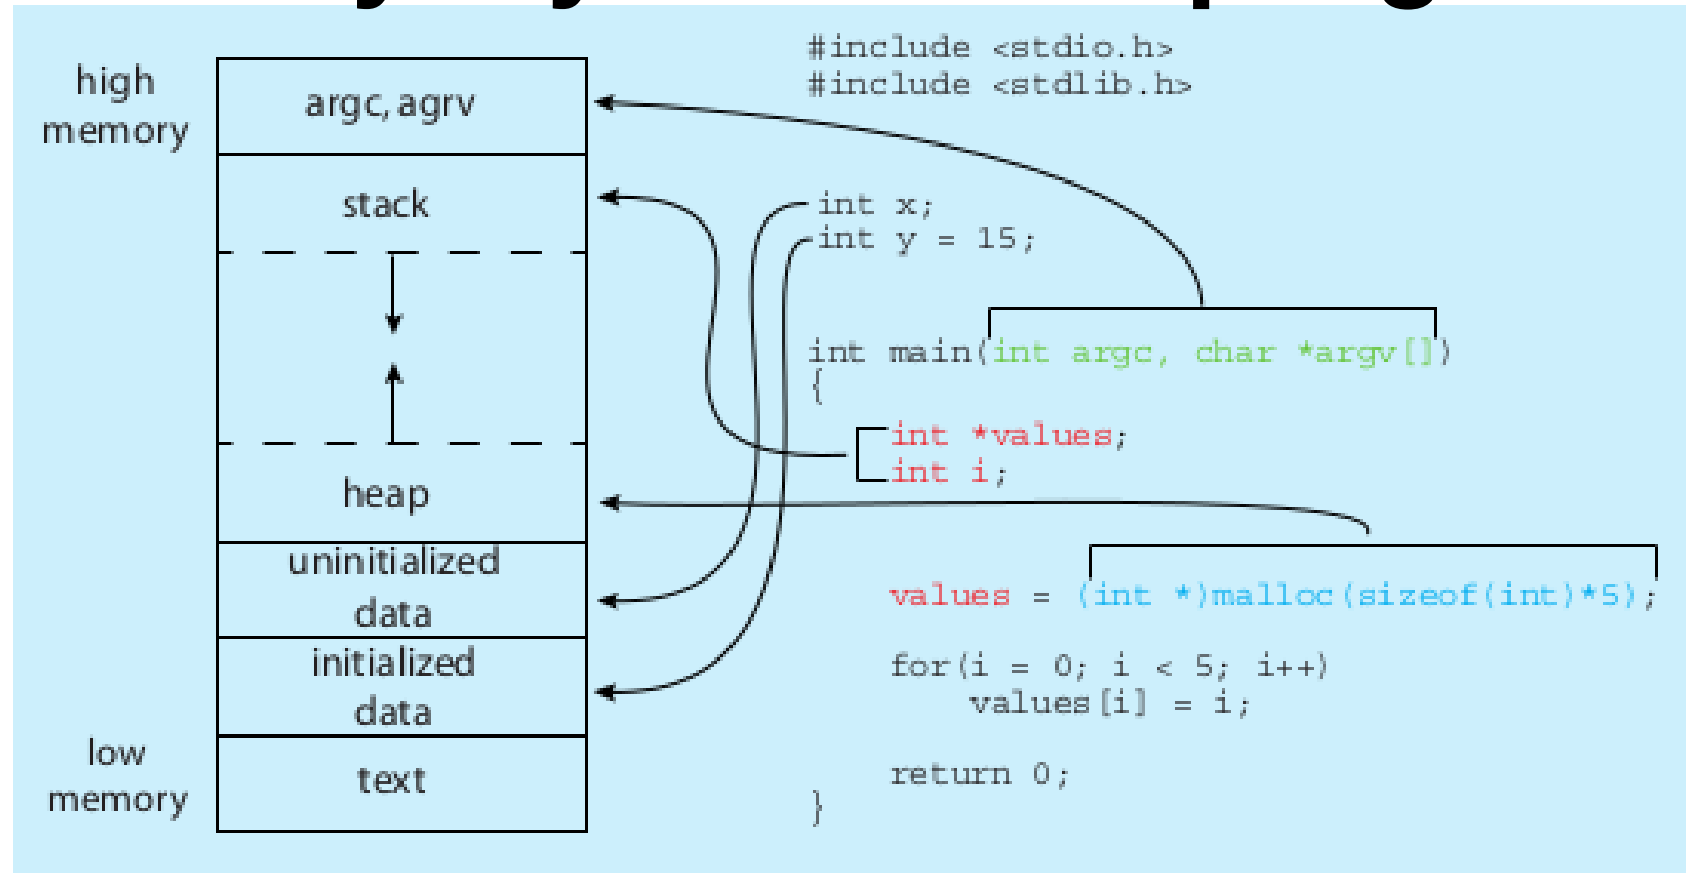 high
memory
argc, agrv
stack
heap
uninitialized
data
initialized
data
low
memory
text
#include <stdio.h>
#include <stdlib.h>
int x;
int y = 15;
int main(int argc, char *argv[])
{
int *values;
int i;
values = (int *)malloc(sizeof(int)*5);
for(i = 0; i < 5; i++)
values[i] = i;
return 0;
}